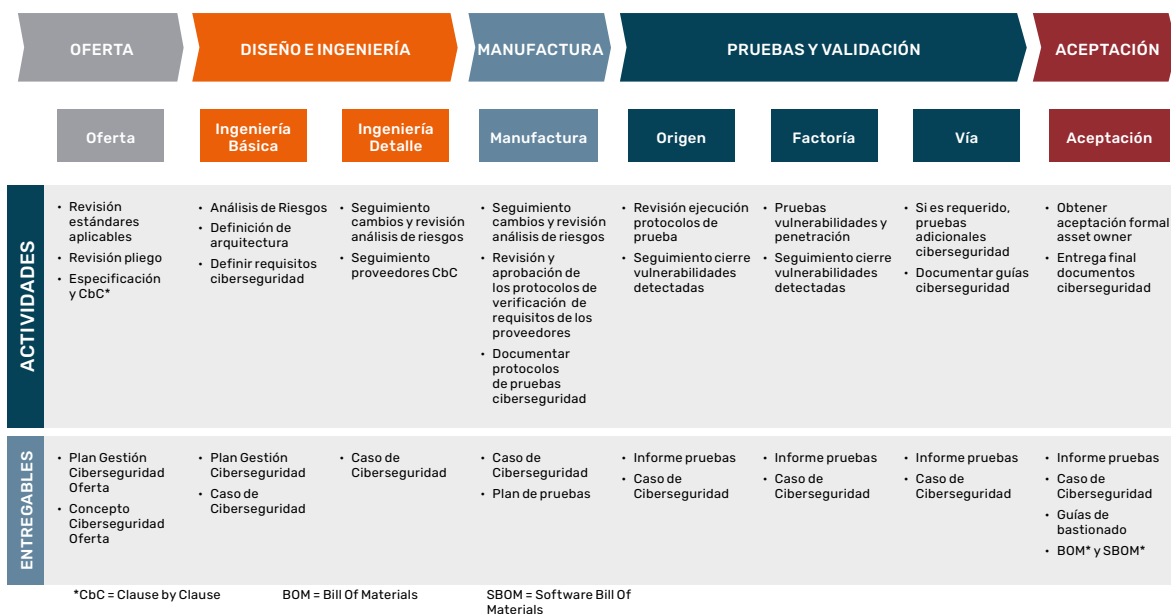 OFERTA
DISEÑO E INGENIERÍA
MANUFACTURA
PRUEBAS Y VALIDACIÓN
ACEPTACIÓN
Oferta
Ingeniería
Básica
Ingeniería
Detalle
Manufactura
Origen
Factoría
Vía
Aceptación
ACTIVIDADES
• Revisión
estándares
aplicables
• Revisión pliego
• Especificación
y CbC*
• Análisis de Riesgos
• Definición de
arquitectura
• Definir requisitos
ciberseguridad
• Seguimiento
cambios y revisión
análisis de riesgos
• Seguimiento
proveedores CbC
• Seguimiento
cambios y revisión
análisis de riesgos
• Revisión y
aprobación de
los protocolos de
verificación de
requisitos de los
proveedores
• Documentar
protocolos
de pruebas
ciberseguridad
• Revisión ejecución
protocolos de
prueba
• Seguimiento cierre
vulnerabilidades
detectadas
• Pruebas
vulnerabilidades y
penetración
• Seguimiento cierre
vulnerabilidades
detectadas
• Si es requerido,
pruebas
adicionales
ciberseguridad
• Documentar guías
ciberseguridad
• Obtener
aceptación formal
asset owner
• Entrega final
documentos
ciberseguridad
ENTREGABLES
• Plan Gestión
Ciberseguridad
Oferta
• Concepto
Ciberseguridad
Oferta
• Plan Gestión
Ciberseguridad
• Caso de
Ciberseguridad
• Caso de
Ciberseguridad
• Caso de
Ciberseguridad
• Plan de pruebas
• Informe pruebas
• Caso de
Ciberseguridad
• Informe pruebas
• Caso de
Ciberseguridad
• Informe pruebas
• Caso de
Ciberseguridad
• Informe pruebas
• Caso de
Ciberseguridad
• Guías de
bastionado
• BOM* y SBOM*
*CbC = Clause by Clause
BOM = Bill Of Materials
SBOM = Software Bill Of
Materials